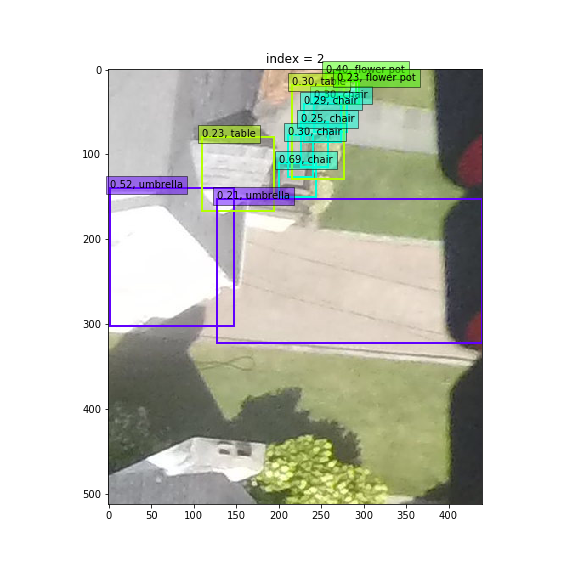 index = 2
0.40, flower pot
0.23, flower pot
0.30, table
0.30, chair
0.29, chair
0.25, chair
0.30, chair
0.23, table
0.69, chair
0.52, umbrella
0.21, umbrella
0
100
200
300
400
500
0 50 100 150 200 250 300 350 400